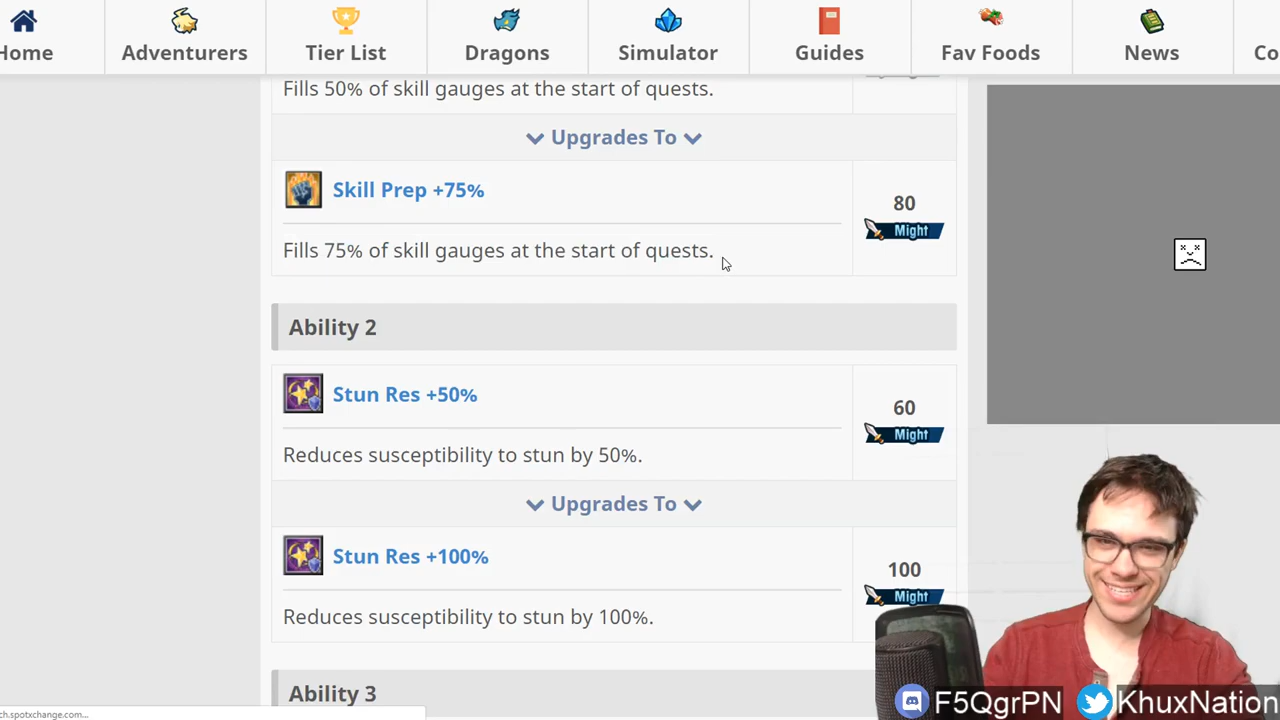 Home
Adventurers
Tier List
Dragons
Simulator
Guides
Fav Foods
News
Co
Fills 50% of skill gauges at the start of quests.
Upgrades To
Skill Prep +75%
80
Might
Fills 75% of skill gauges at the start of quests.
Ability 2
Stun Res +50%
60
Might
Reduces susceptibility to stun by 50%.
Upgrades To
Stun Res +100%
100
Might
Reduces susceptibility to stun by 100%.
Ability 3
ch.spotxchange.com...
F5QgrPN
KhuxNation